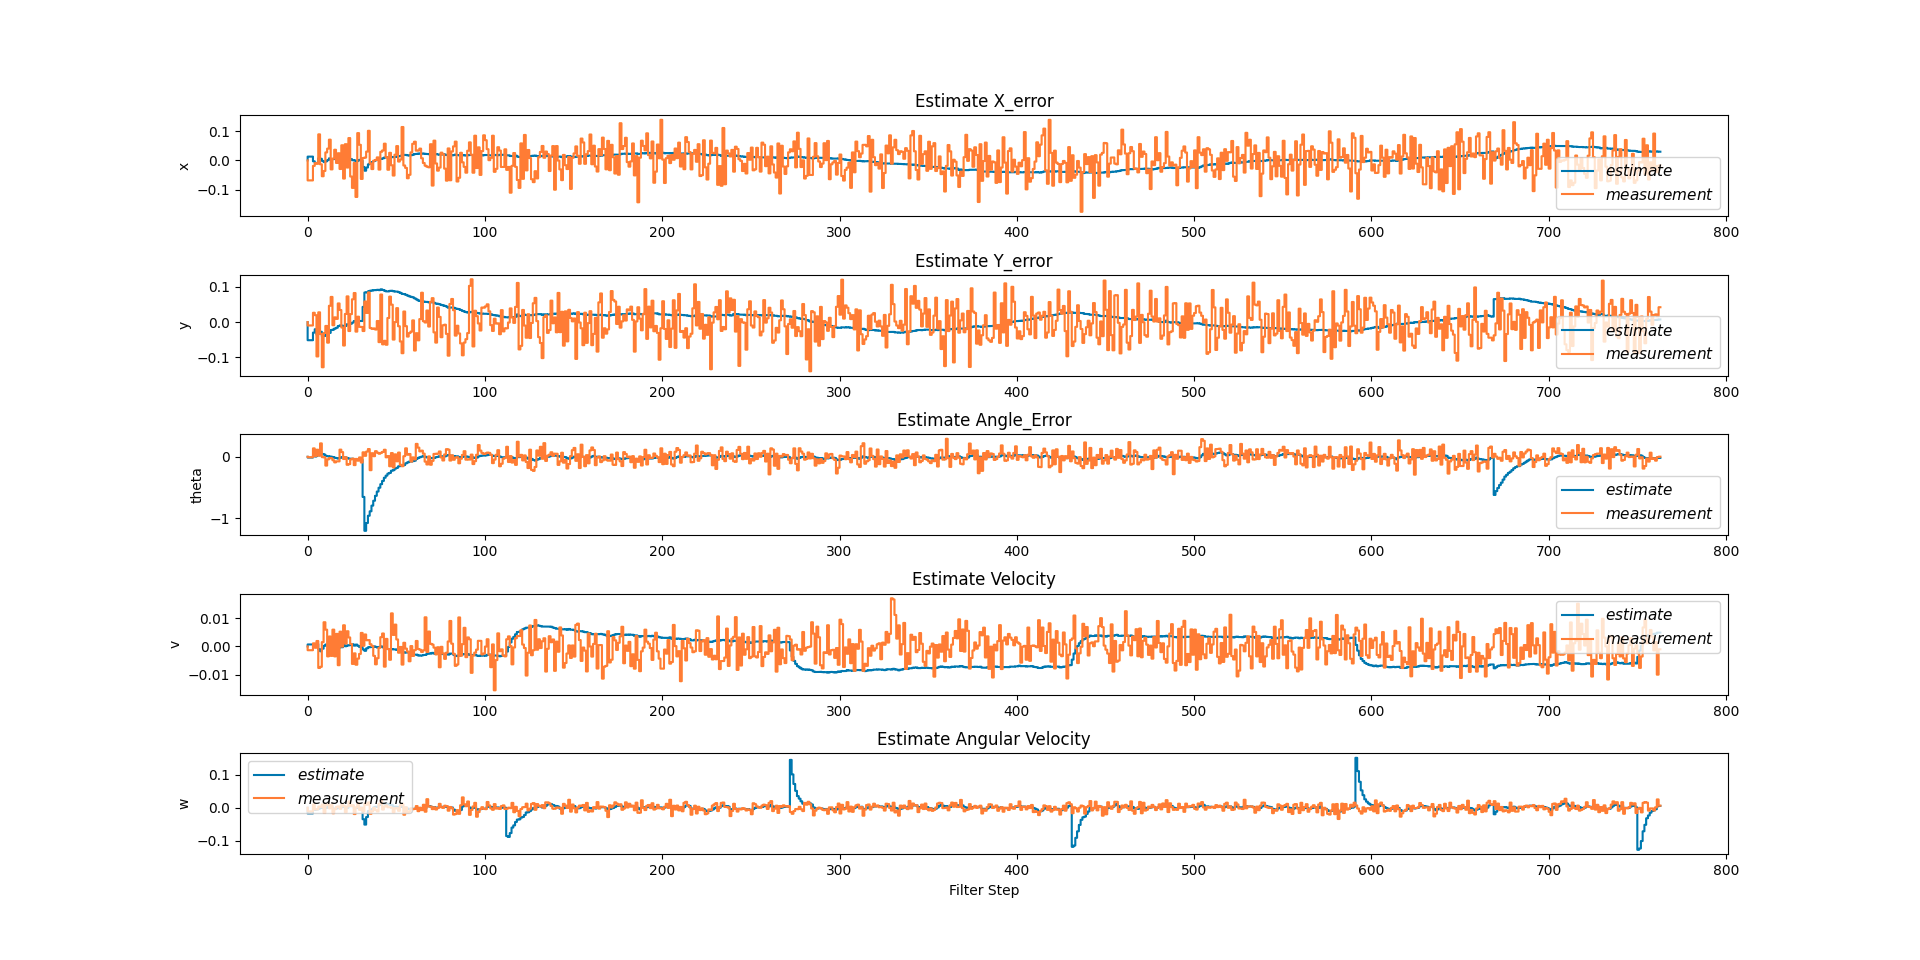 Estimate X_error
0.1
0.0
−0.1
x
estimate
measurement
0 100 200 300 400 500 600 700 800
Estimate Y_error
0.1
0.0
−0.1
y
estimate
measurement
0 100 200 300 400 500 600 700 800
Estimate Angle_Error
0
−1
theta
estimate
measurement
0 100 200 300 400 500 600 700 800
Estimate Velocity
0.01
0.00
−0.01
v
estimate
measurement
0 100 200 300 400 500 600 700 800
Estimate Angular Velocity
0.1
0.0
−0.1
w
estimate
measurement
0 100 200 300 400 500 600 700 800
Filter Step